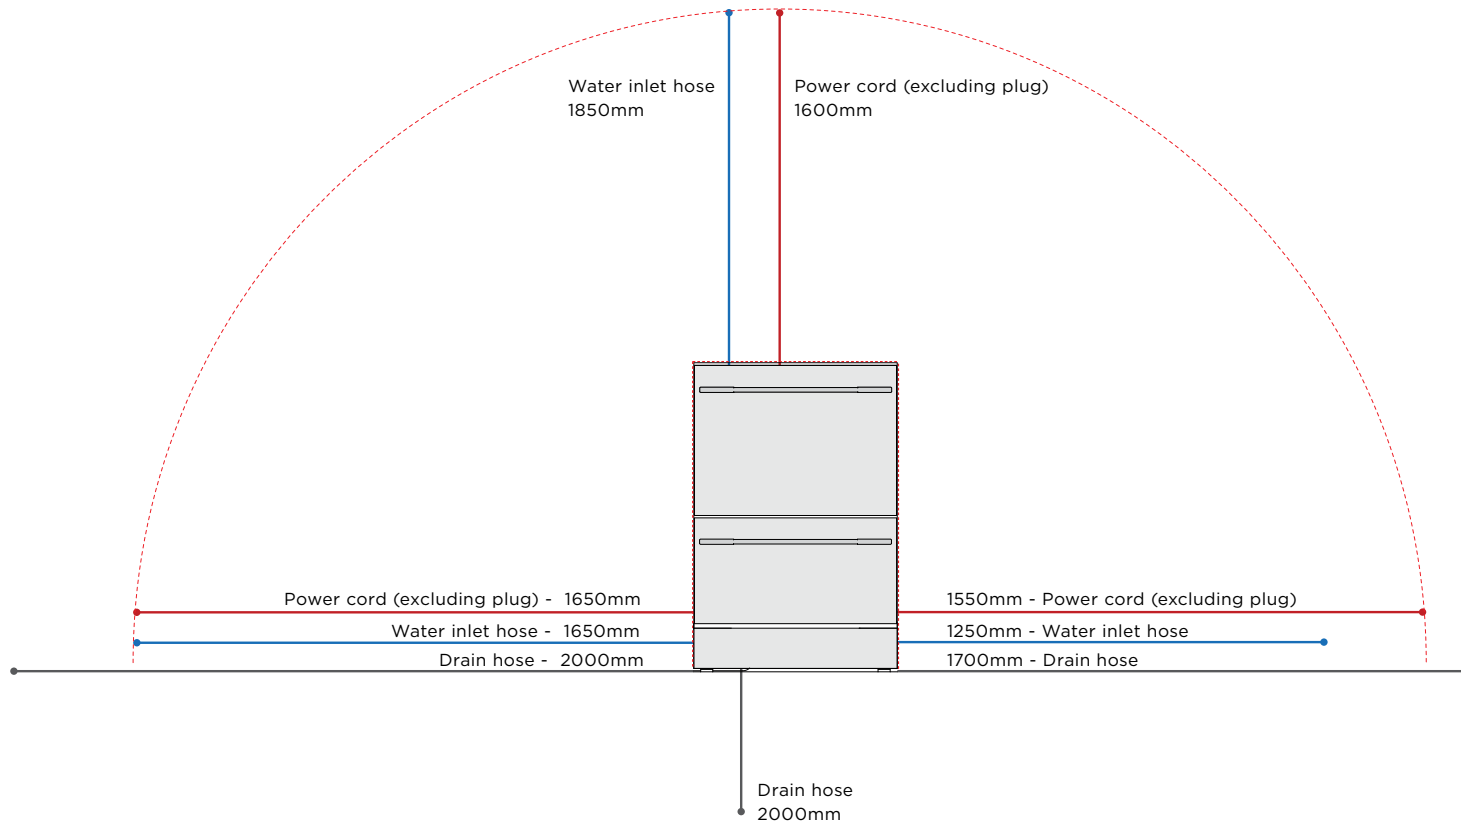 Water inlet hose
1850mm
Power cord (excluding plug)
1600mm
Power cord (excluding plug) - 1650mm
Water inlet hose - 1650mm
Drain hose - 2000mm
1550mm - Power cord (excluding plug)
1250mm - Water inlet hose
1700mm - Drain hose
Drain hose
2000mm